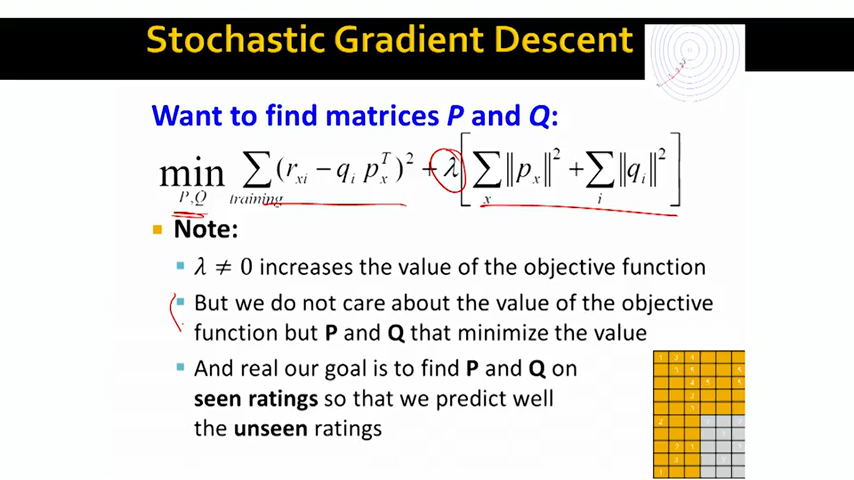 Stochastic Gradient Descent
Want to find matrices P and Q:
min P,Q ∑ training (r_xi − q_i p_x^T)^2 + λ [ ∑ x ‖p_x‖^2 + ∑ i ‖q_i‖^2 ]
Note:
λ ≠ 0 increases the value of the objective function
But we do not care about the value of the objective
function but P and Q that minimize the value
And real our goal is to find P and Q on
seen ratings so that we predict well
the unseen ratings